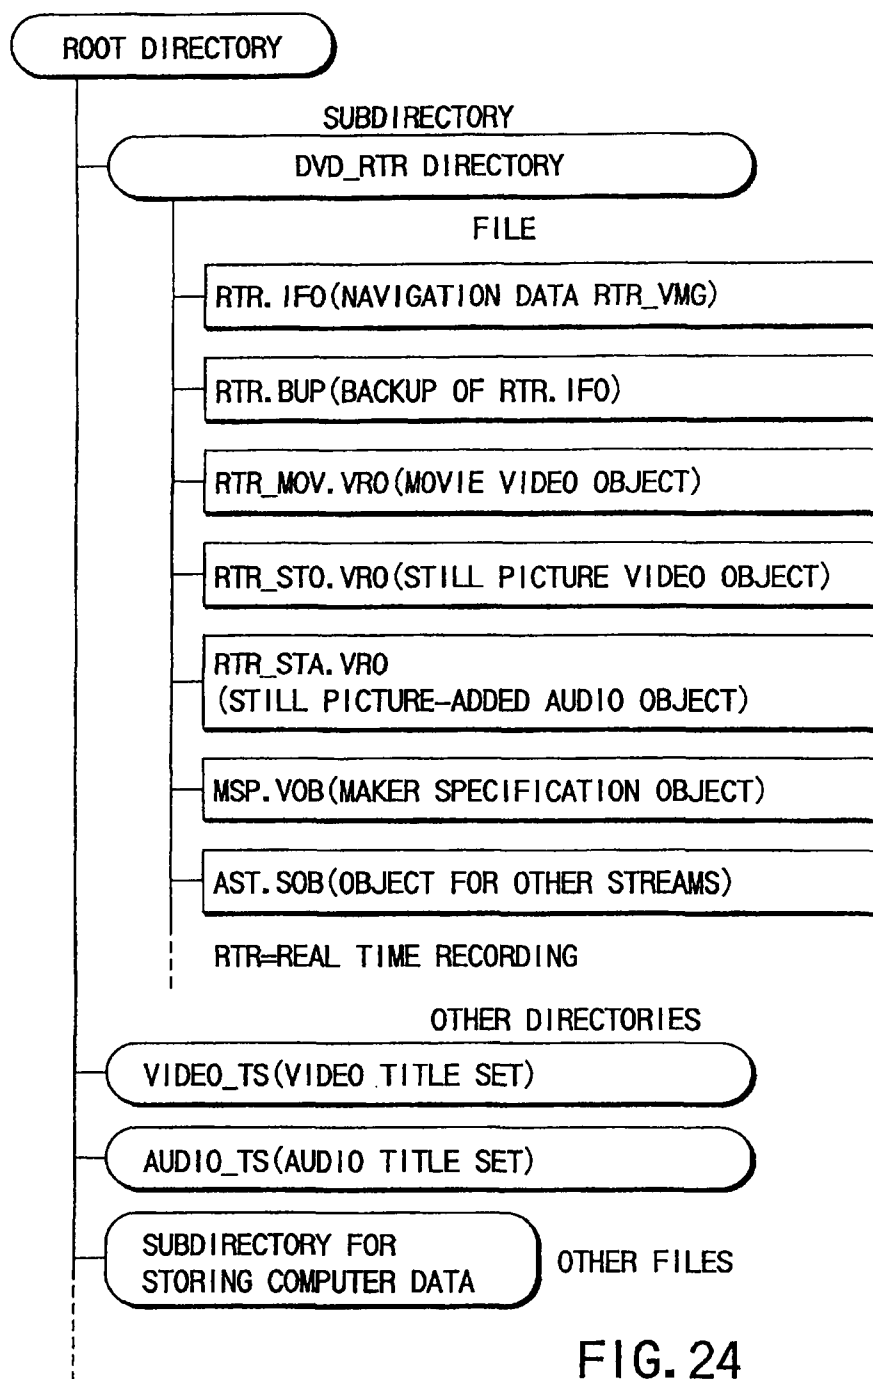 ROOT DIRECTORY
SUBDIRECTORY
DVD_RTR DIRECTORY
FILE
RTR.IFO(NAVIGATION DATA RTR_VMG)
RTR.BUP(BACKUP OF RTR.IFO)
RTR_MOV.VRO(MOVIE VIDEO OBJECT)
RTR_STO.VRO(STILL PICTURE VIDEO OBJECT)
RTR_STA.VRO
(STILL PICTURE-ADDED AUDIO OBJECT)
MSP.VOB(MAKER SPECIFICATION OBJECT)
AST.SOB(OBJECT FOR OTHER STREAMS)
RTR=REAL TIME RECORDING
OTHER DIRECTORIES
VIDEO_TS(VIDEO TITLE SET)
AUDIO_TS(AUDIO TITLE SET)
SUBDIRECTORY FOR
STORING COMPUTER DATA
OTHER FILES
FIG.24